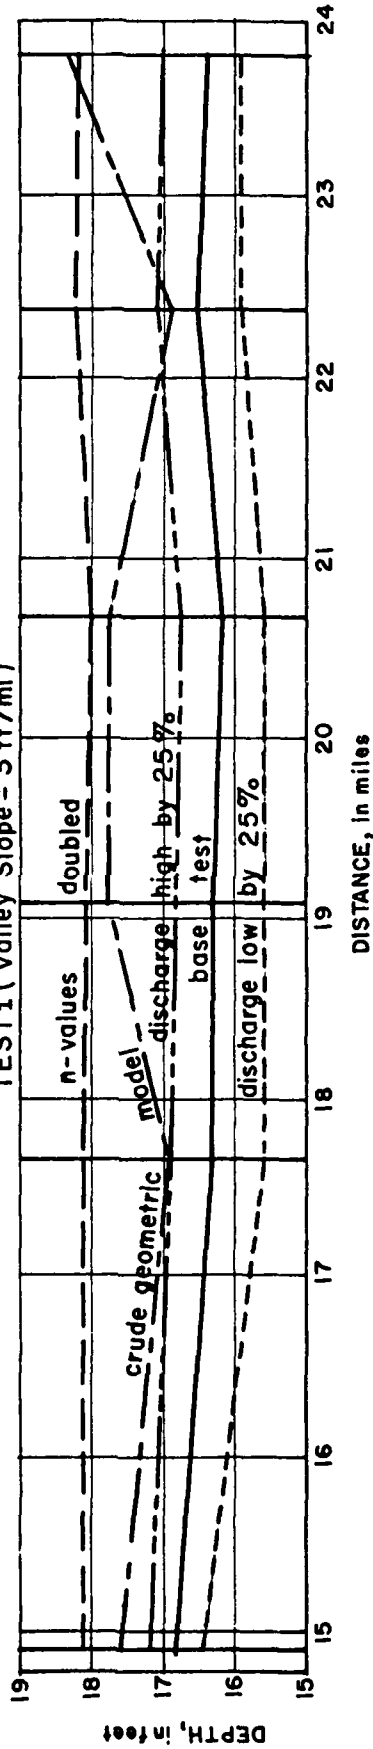 TEST 1 (Valley Slope = 5 ft/mi)
n-values doubled
crude geometric model
discharge high by 25%
base test
discharge low by 25%
DEPTH, in feet
19
18
17
16
15
15 16 17 18 19 20 21 22 23 24
DISTANCE, in miles